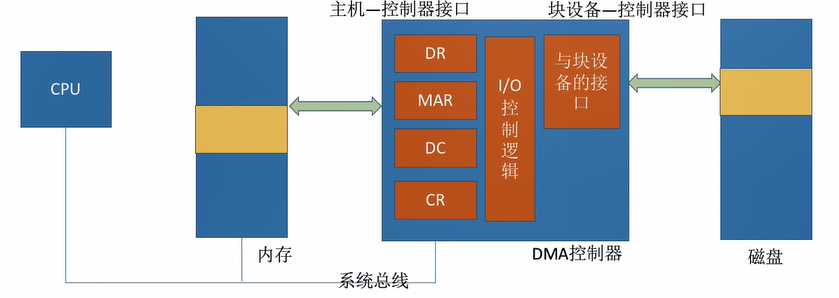 主机—控制器接口
块设备—控制器接口
CPU
DR
MAR
DC
CR
I/O
控
制
逻
辑
与块设
备的接
口
内存
DMA控制器
磁盘
系统总线